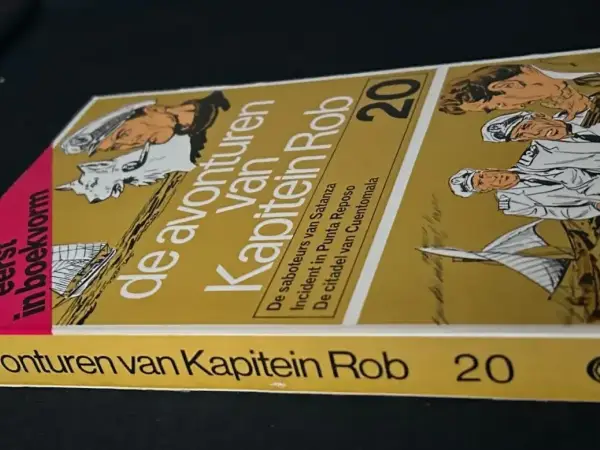 eerst
in boekvorm
de avonturen
van
Kapitein Rob
20
De saboteurs van Satanza
Incident in Punta Reposo
De citadel van Cuentomala
onturen van Kapitein Rob 20